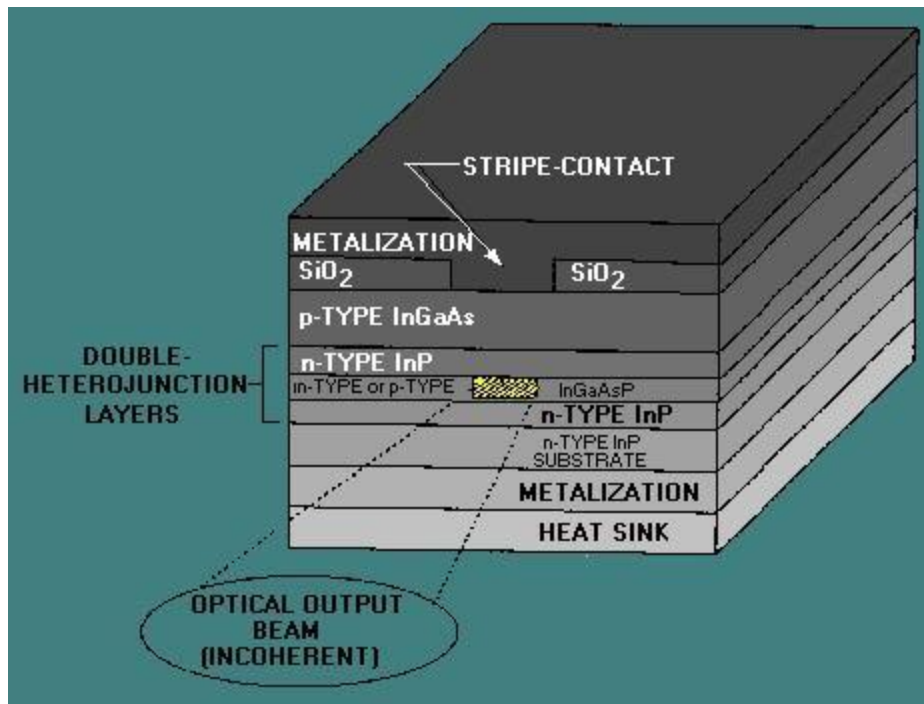 STRIPE-CONTACT
METALIZATION
SiO2
SiO2
p-TYPE InGaAs
DOUBLE-
HETEROJUNCTION
LAYERS
n-TYPE InP
n-TYPE or p-TYPE
InGaAsP
n-TYPE InP
n-TYPE InP
SUBSTRATE
METALIZATION
HEAT SINK
OPTICAL OUTPUT
BEAM
(INCOHERENT)